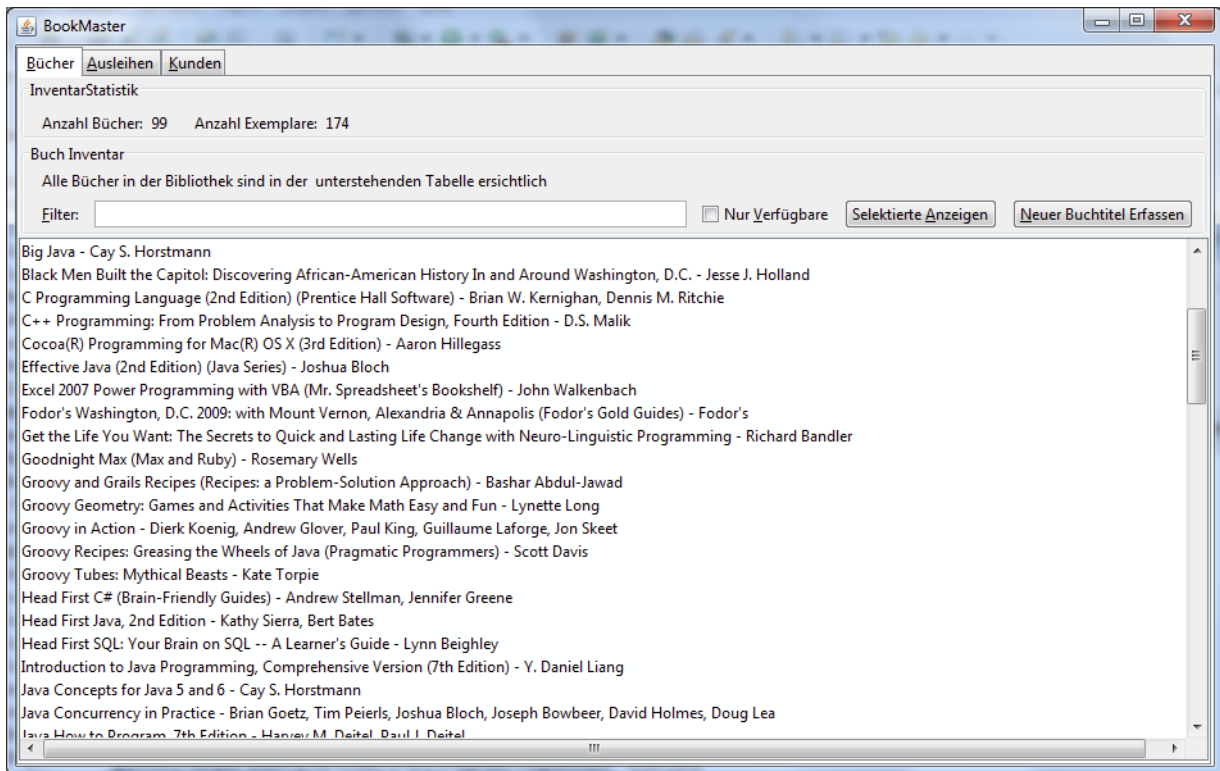 BookMaster
Bücher Ausleihen Kunden
InventarStatistik
Anzahl Bücher: 99 Anzahl Exemplare: 174
Buch Inventar
Alle Bücher in der Bibliothek sind in der unterstehenden Tabelle ersichtlich
Filter: Nur Verfügbare Selektierte Anzeigen Neuer Buchtitel Erfassen
Big Java - Cay S. Horstmann
Black Men Built the Capitol: Discovering African-American History In and Around Washington, D.C. - Jesse J. Holland
C Programming Language (2nd Edition) (Prentice Hall Software) - Brian W. Kernighan, Dennis M. Ritchie
C++ Programming: From Problem Analysis to Program Design, Fourth Edition - D.S. Malik
Cocoa(R) Programming for Mac(R) OS X (3rd Edition) - Aaron Hillegass
Effective Java (2nd Edition) (Java Series) - Joshua Bloch
Excel 2007 Power Programming with VBA (Mr. Spreadsheet's Bookshelf) - John Walkenbach
Fodor's Washington, D.C. 2009: with Mount Vernon, Alexandria & Annapolis (Fodor's Gold Guides) - Fodor's
Get the Life You Want: The Secrets to Quick and Lasting Life Change with Neuro-Linguistic Programming - Richard Bandler
Goodnight Max (Max and Ruby) - Rosemary Wells
Groovy and Grails Recipes (Recipes: a Problem-Solution Approach) - Bashar Abdul-Jawad
Groovy Geometry: Games and Activities That Make Math Easy and Fun - Lynette Long
Groovy in Action - Dierk Koenig, Andrew Glover, Paul King, Guillaume Laforge, Jon Skeet
Groovy Recipes: Greasing the Wheels of Java (Pragmatic Programmers) - Scott Davis
Groovy Tubes: Mythical Beasts - Kate Torpie
Head First C# (Brain-Friendly Guides) - Andrew Stellman, Jennifer Greene
Head First Java, 2nd Edition - Kathy Sierra, Bert Bates
Head First SQL: Your Brain on SQL -- A Learner's Guide - Lynn Beighley
Introduction to Java Programming, Comprehensive Version (7th Edition) - Y. Daniel Liang
Java Concepts for Java 5 and 6 - Cay S. Horstmann
Java Concurrency in Practice - Brian Goetz, Tim Peierls, Joshua Bloch, Joseph Bowbeer, David Holmes, Doug Lea
Java How to Program, 7th Edition - Harvey M. Deitel, Paul J. Deitel